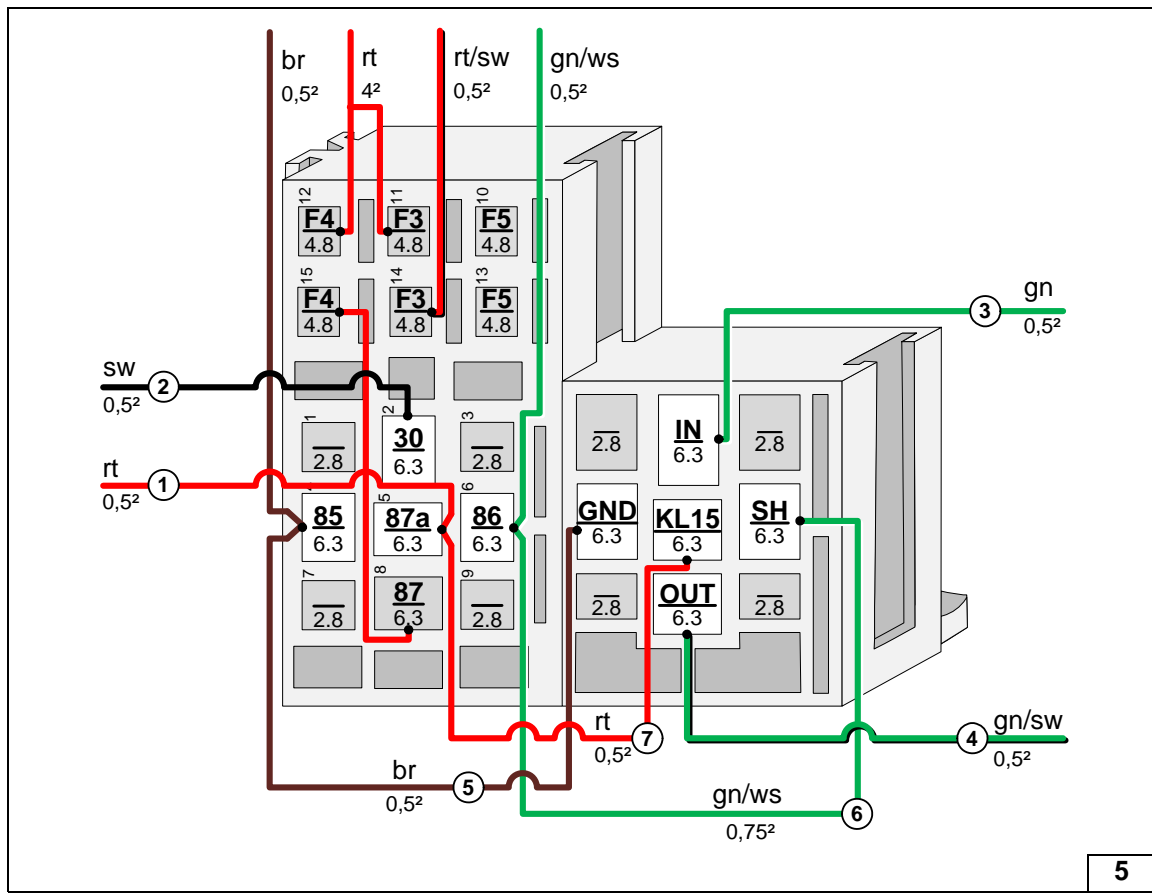 br
0,5²
rt
4²
rt/sw
0,5²
gn/ws
0,5²
12
F4
4.8
11
F3
4.8
10
F5
4.8
15
F4
4.8
14
F3
4.8
13
F5
4.8
3
gn
0,5²
sw
0,5²
2
1
2.8
2
30
6.3
3
2.8
2.8
IN
6.3
2.8
rt
0,5²
1
4
85
6.3
5
87a
6.3
6
86
6.3
GND
6.3
KL15
6.3
SH
6.3
7
2.8
8
87
6.3
9
2.8
2.8
OUT
6.3
2.8
rt
0,5²
7
4
gn/sw
0,5²
br
0,5²
5
gn/ws
0,75²
6
5